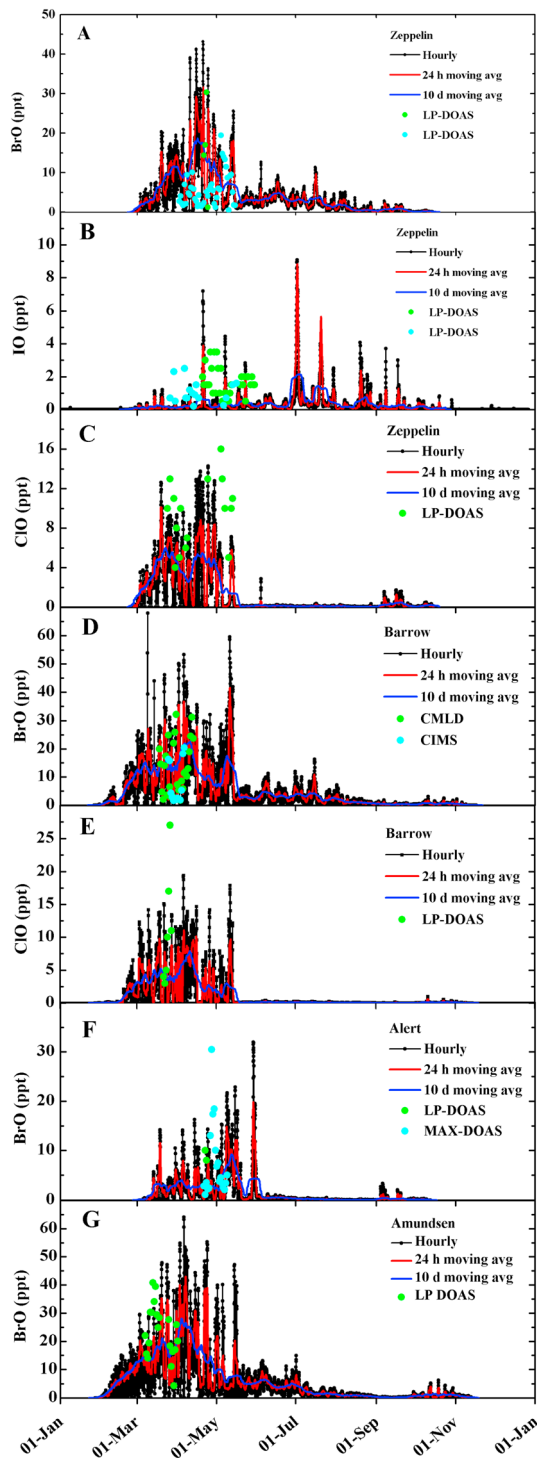 A
Zeppelin
Hourly
24 h moving avg
10 d moving avg
LP-DOAS
LP-DOAS
BrO (ppt)
50
40
30
20
10
0
B
Zeppelin
Hourly
24 h moving avg
10 d moving avg
LP-DOAS
LP-DOAS
IO (ppt)
10
8
6
4
2
0
C
Zeppelin
Hourly
24 h moving avg
10 d moving avg
LP-DOAS
ClO (ppt)
16
12
8
4
0
D
Barrow
Hourly
24 h moving avg
10 d moving avg
CMLD
CIMS
BrO (ppt)
60
50
40
30
20
10
0
E
Barrow
Hourly
24 h moving avg
10 d moving avg
LP-DOAS
ClO (ppt)
25
20
15
10
5
0
F
Alert
Hourly
24 h moving avg
10 d moving avg
LP-DOAS
MAX-DOAS
BrO (ppt)
30
20
10
0
G
Amundsen
Hourly
24 h moving avg
10 d moving avg
LP DOAS
BrO (ppt)
60
50
40
30
20
10
0
01-Jan
01-Mar
01-May
01-Jul
01-Sep
01-Nov
01-Jan